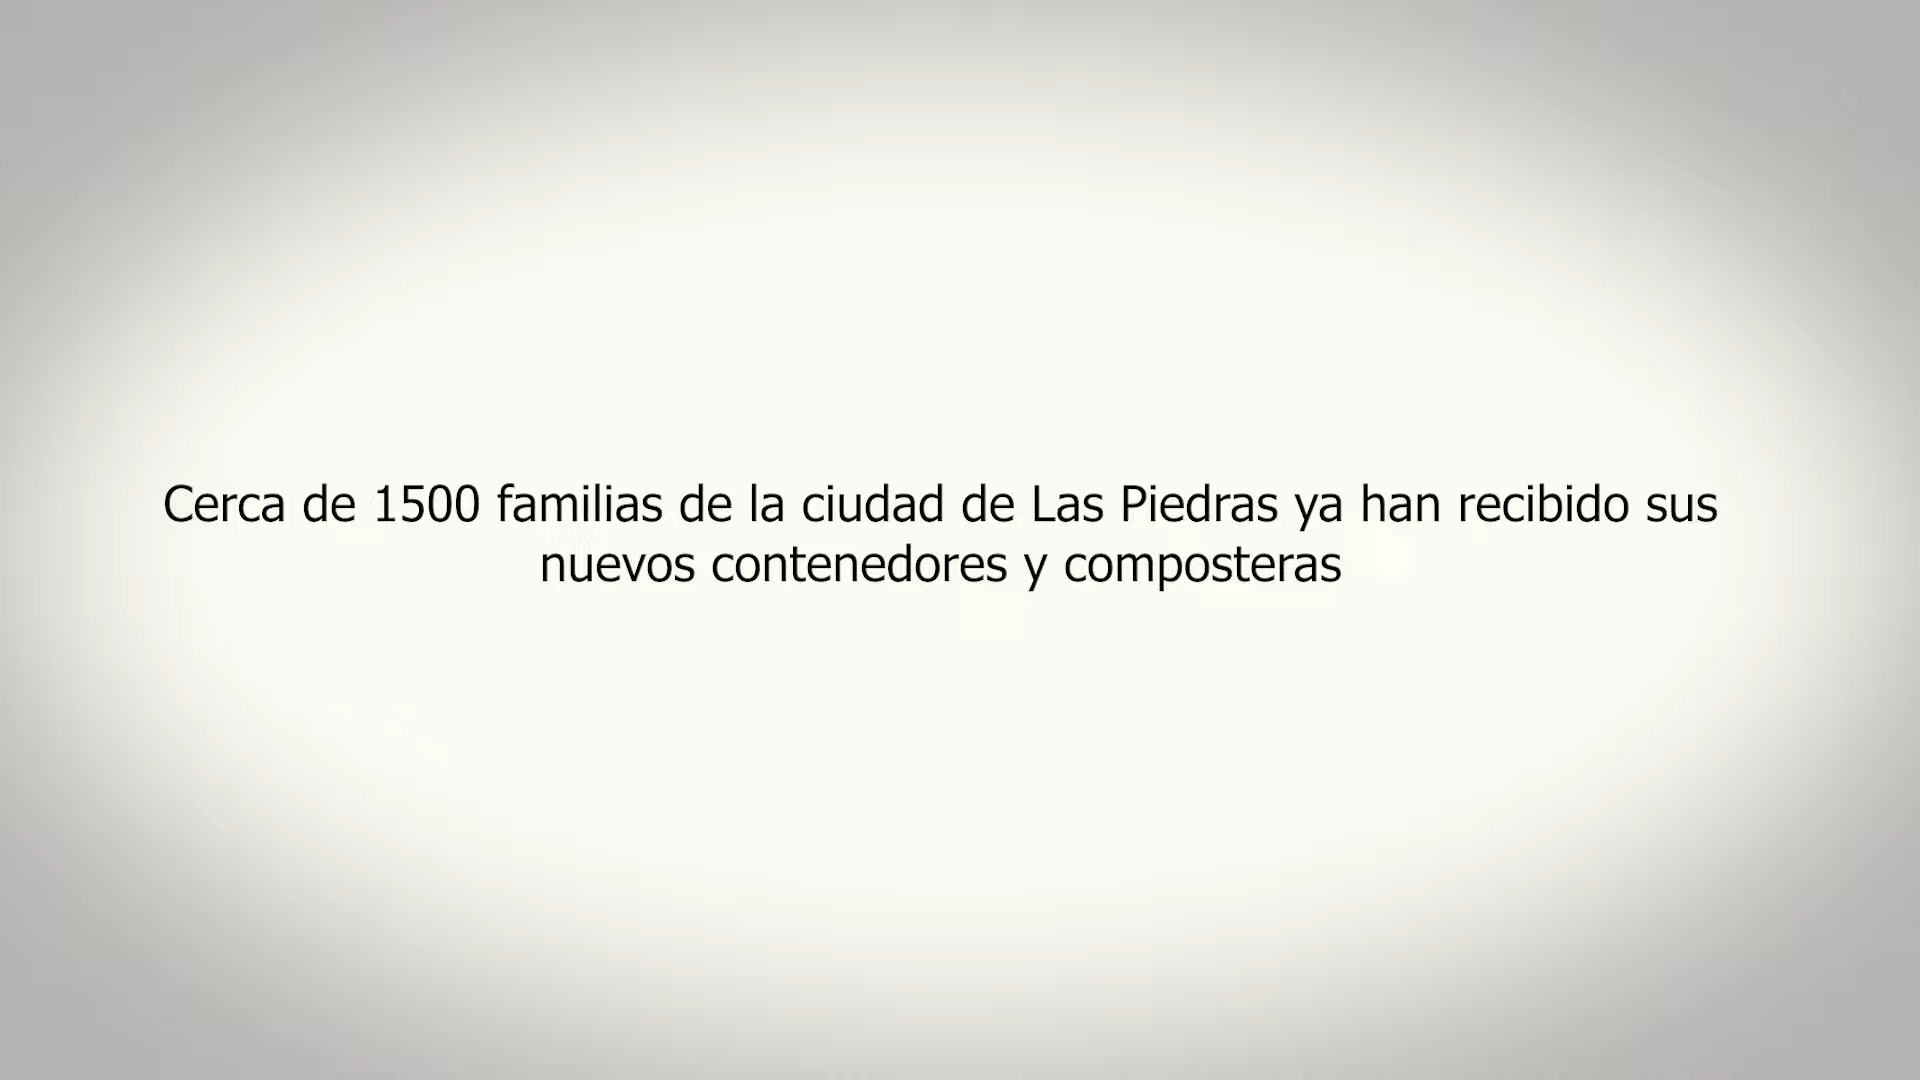 Cerca de 1500 familias de la ciudad de Las Piedras ya han recibido sus
nuevos contenedores y composteras